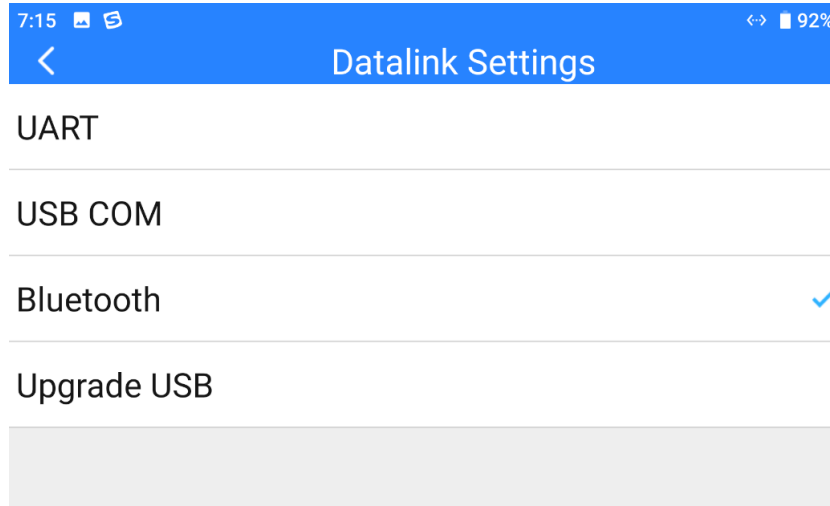 7:15 92%
Datalink Settings
UART
USB COM
Bluetooth
Upgrade USB